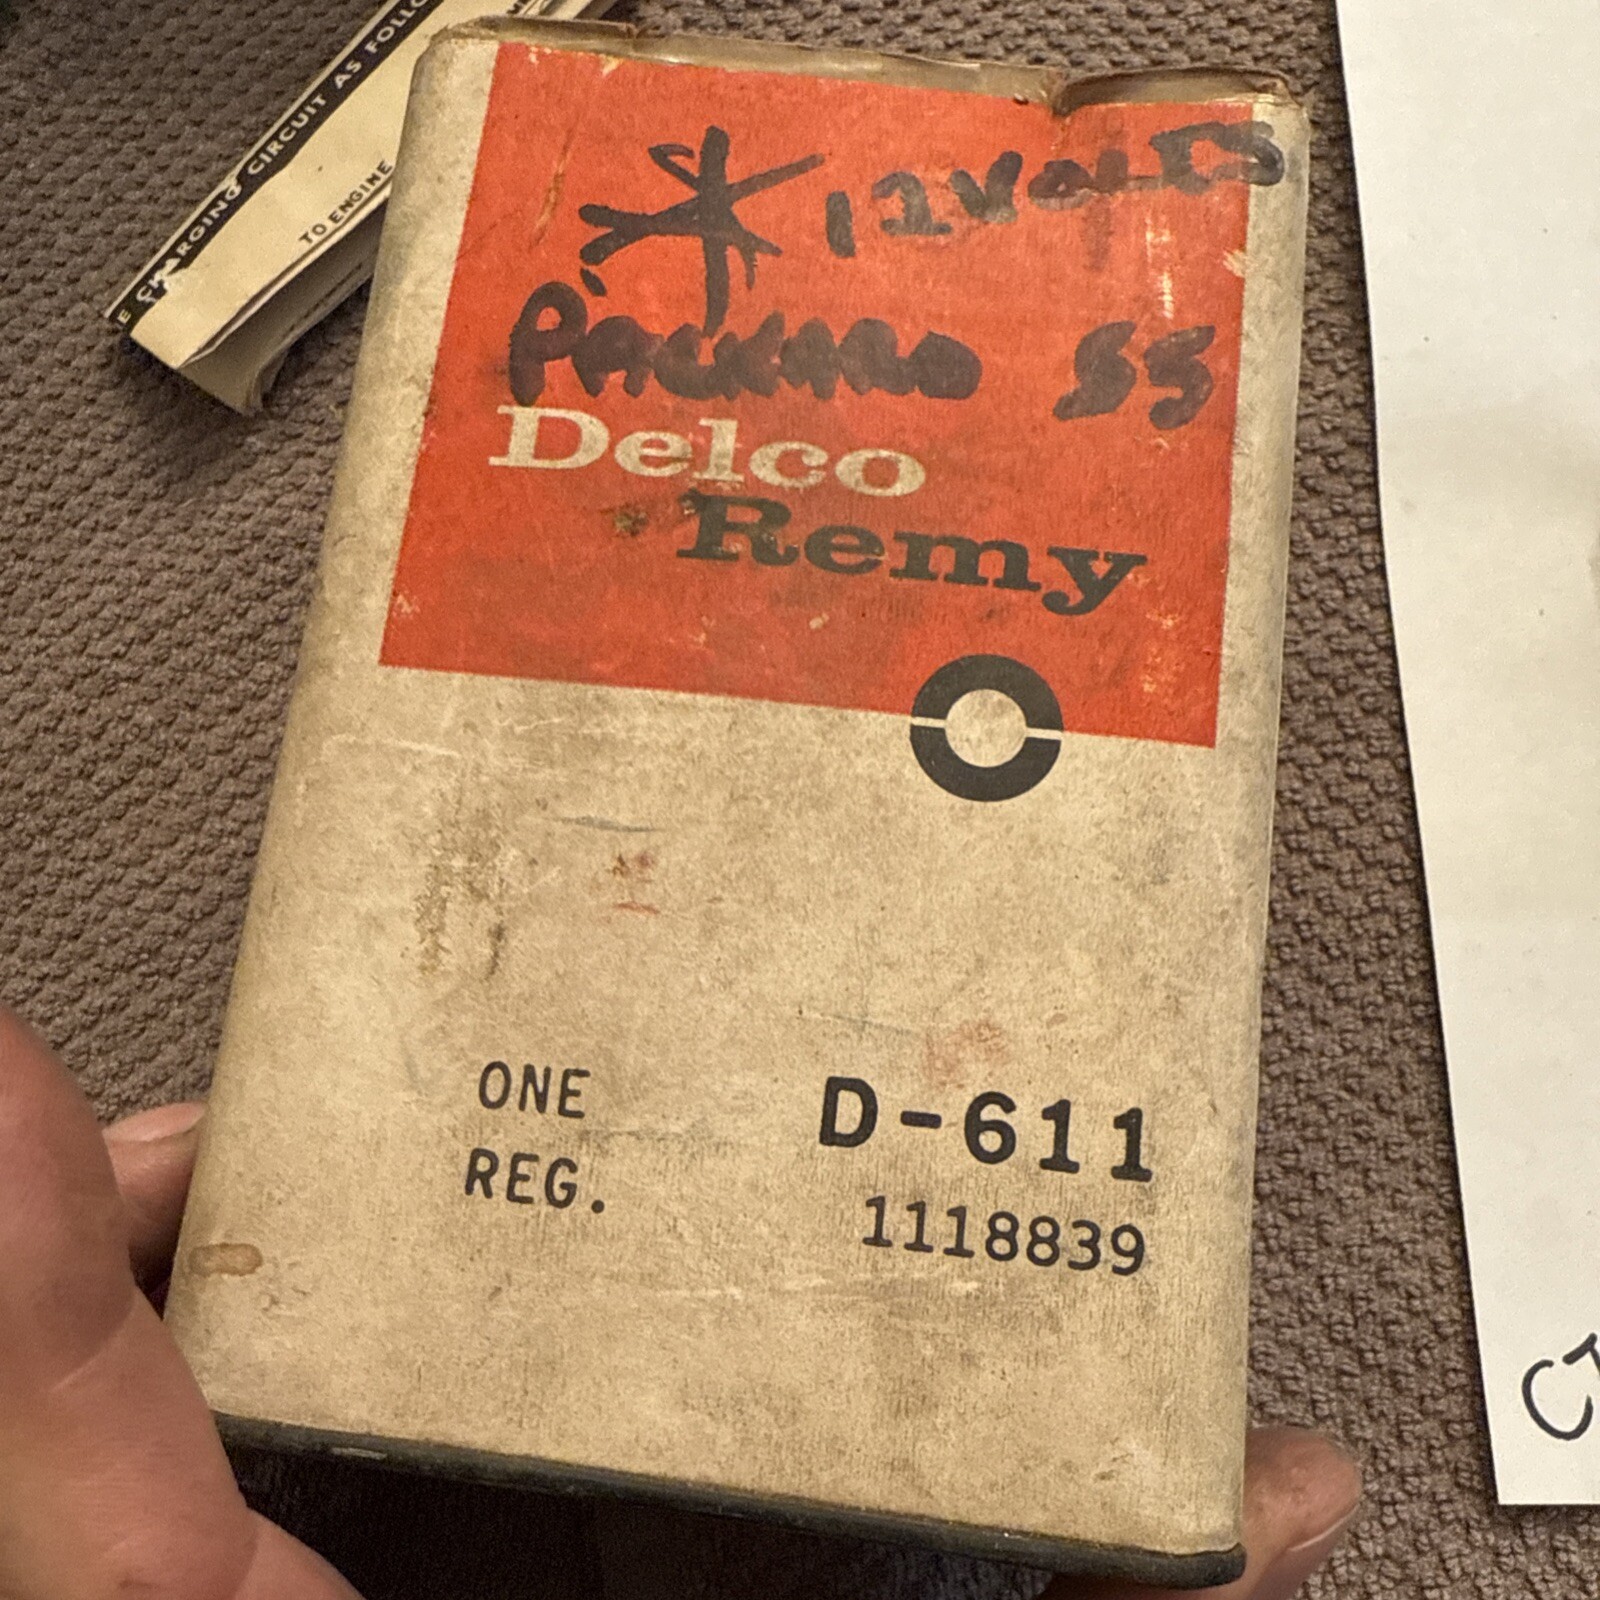 E CHARGING CIRCUIT AS FOLLO
TO ENGINE
12 VOLTS
PACKARD 55
Delco
Remy
ONE
REG.
D-611
1118839